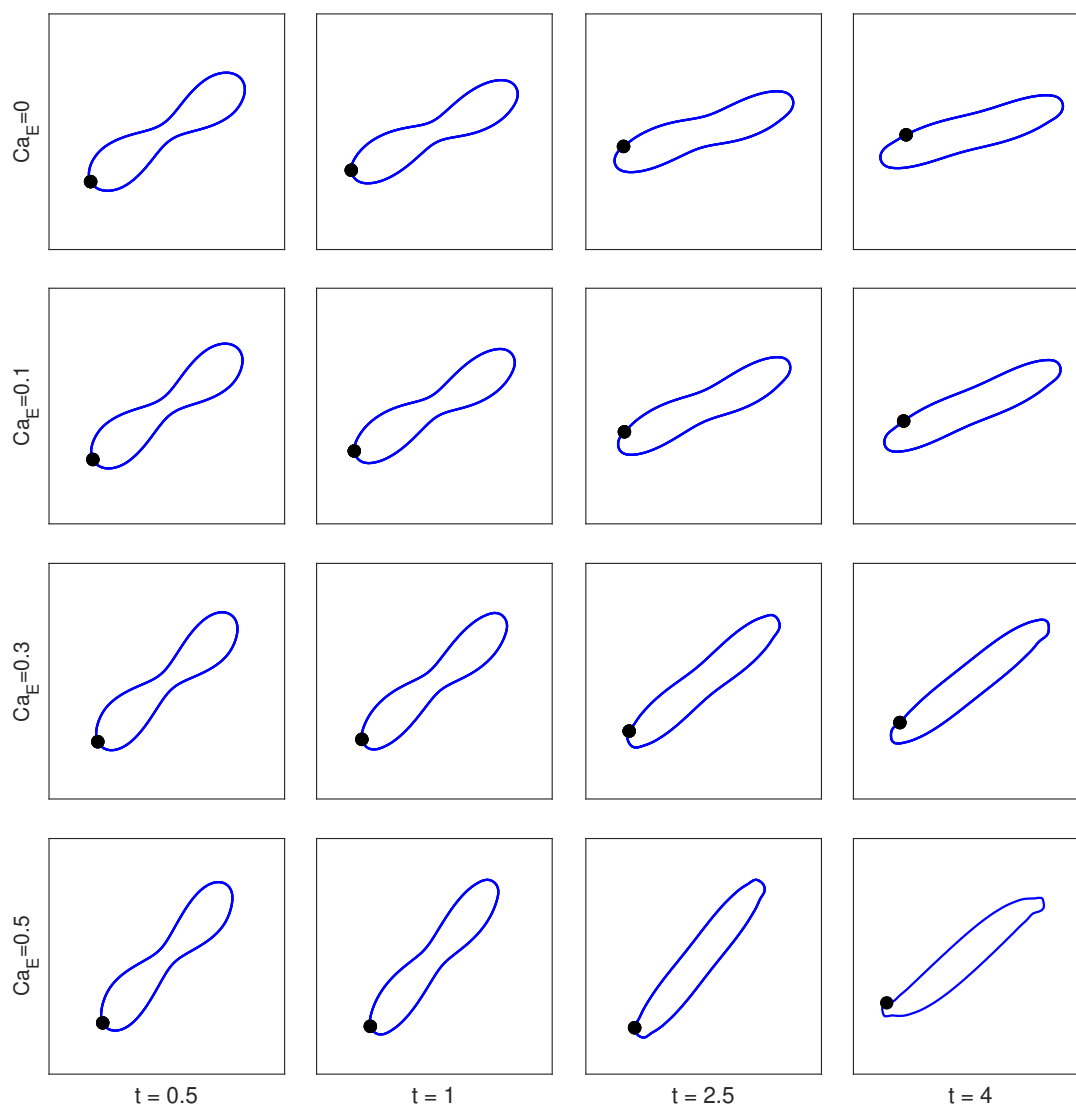 Ca_E=0
Ca_E=0.1
Ca_E=0.3
Ca_E=0.5
t = 0.5
t = 1
t = 2.5
t = 4